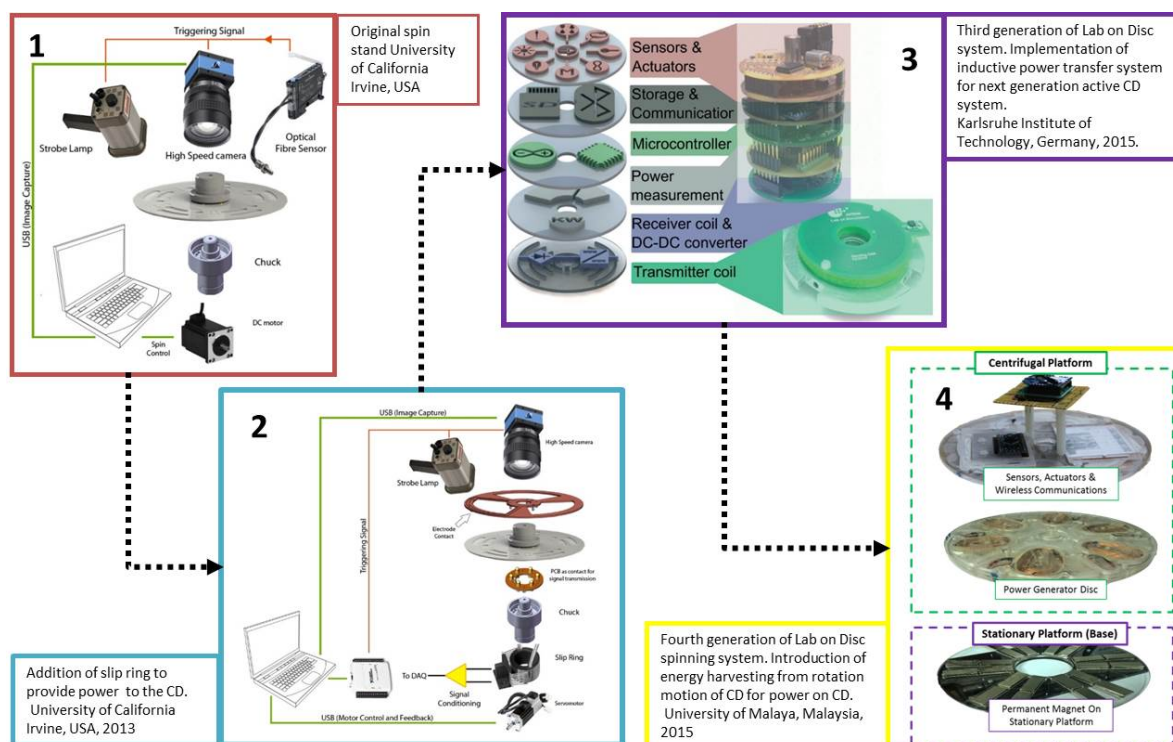 1
Triggering Signal
Strobe Lamp
High Speed camera
Optical
Fibre Sensor
USB (Image Capture)
Chuck
DC motor
Spin
Control
Original spin
stand University
of California
Irvine, USA
2
USB (Image Capture)
High Speed camera
Strobe Lamp
Triggering Signal
Electrode
Contact
PCB as contact for
signal transmission
Chuck
Slip Ring
To DAQ
Signal
Conditioning
Servomotor
USB (Motor Control and Feedback)
Addition of slip ring to
provide power to the CD.
University of California
Irvine, USA, 2013
3
Sensors &
Actuators
Storage &
Communication
Microcontroller
Power
measurement
Receiver coil &
DC-DC converter
Transmitter coil
SD
KW
Third generation of Lab on Disc
system. Implementation of
inductive power transfer system
for next generation active CD
system.
Karlsruhe Institute of
Technology, Germany, 2015.
4
Centrifugal Platform
Sensors, Actuators &
Wireless Communications
Power Generator Disc
Stationary Platform (Base)
Permanent Magnet On
Stationary Platform
Fourth generation of Lab on Disc
spinning system. Introduction of
energy harvesting from rotation
motion of CD for power on CD.
University of Malaya, Malaysia,
2015